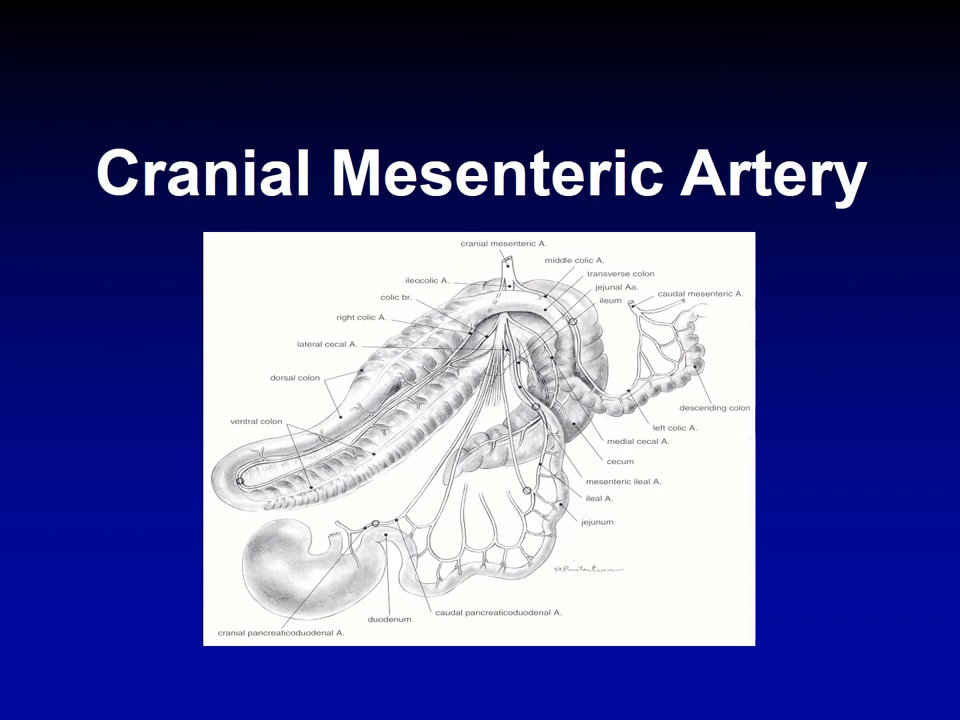 Cranial Mesenteric Artery
cranial mesenteric A.
middle colic A.
transverse colon
ileocolic A.
jejunal Aa.
colic br.
ileum
caudal mesenteric A.
right colic A.
lateral cecal A.
dorsal colon
descending colon
ventral colon
left colic A.
medial cecal A.
cecum
mesenteric ileal A.
ileal A.
jejunum
caudal pancreaticoduodenal A.
duodenum
cranial pancreaticoduodenal A.